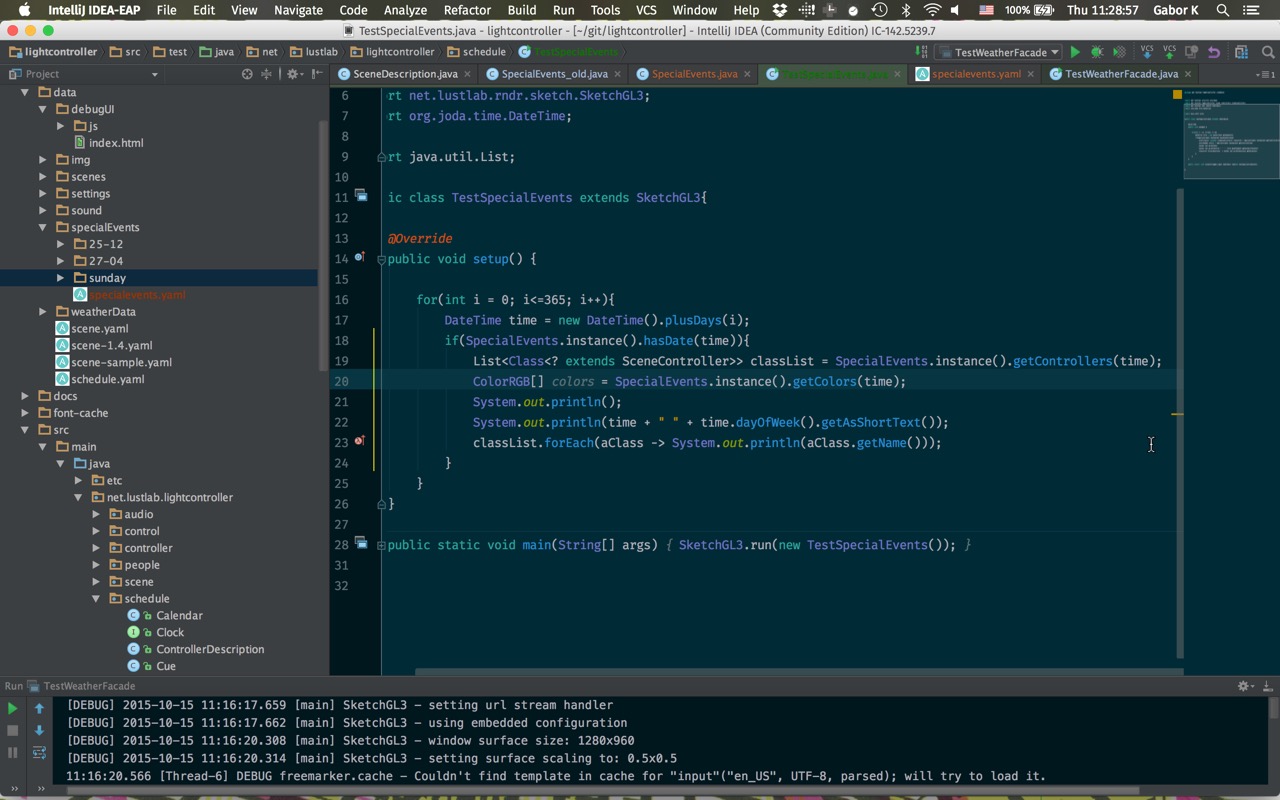 IntelliJ IDEA-EAP File Edit View Navigate Code Analyze Refactor Build Run Tools VCS Window Help 100% Thu 11:28:57 Gabor K
TestSpecialEvents.java - lightcontroller - [~/git/lightcontroller] - IntelliJ IDEA (Community Edition) IC-142.5239.7
lightcontroller src test java net lustlab lightcontroller schedule TestSpecialEvents TestWeatherFacade VCS VCS
Project SceneDescription.java SpecialEvents_old.java SpecialEvents.java TestSpecialEvents.java specialevents.yaml TestWeatherFacade.java
data
debugUI
js
index.html
img
scenes
settings
sound
specialEvents
25-12
27-04
sunday
specialevents.yaml
weatherData
scene.yaml
scene-1.4.yaml
scene-sample.yaml
schedule.yaml
docs
font-cache
src
main
java
etc
net.lustlab.lightcontroller
audio
control
controller
people
scene
schedule
Calendar
Clock
ControllerDescription
Cue
6 rt net.lustlab.rndr.sketch.SketchGL3;
7 rt org.joda.time.DateTime;
8
9 rt java.util.List;
10
11 ic class TestSpecialEvents extends SketchGL3{
12
13 @Override
14 public void setup() {
15
16 for(int i = 0; i<=365; i++){
17 DateTime time = new DateTime().plusDays(i);
18 if(SpecialEvents.instance().hasDate(time)){
19 List<Class<? extends SceneController>> classList = SpecialEvents.instance().getControllers(time);
20 ColorRGB[] colors = SpecialEvents.instance().getColors(time);
21 System.out.println();
22 System.out.println(time + " " + time.dayOfWeek().getAsShortText());
23 classList.forEach(aClass -> System.out.println(aClass.getName()));
24 }
25 }
26 }
27
28 public static void main(String[] args) { SketchGL3.run(new TestSpecialEvents()); }
31
32
Run TestWeatherFacade
[DEBUG] 2015-10-15 11:16:17.659 [main] SketchGL3 - setting url stream handler
[DEBUG] 2015-10-15 11:16:17.662 [main] SketchGL3 - using embedded configuration
[DEBUG] 2015-10-15 11:16:20.308 [main] SketchGL3 - window surface size: 1280x960
[DEBUG] 2015-10-15 11:16:20.314 [main] SketchGL3 - setting surface scaling to: 0.5x0.5
11:16:20.566 [Thread-6] DEBUG freemarker.cache - Couldn't find template in cache for "input"("en_US", UTF-8, parsed); will try to load it.